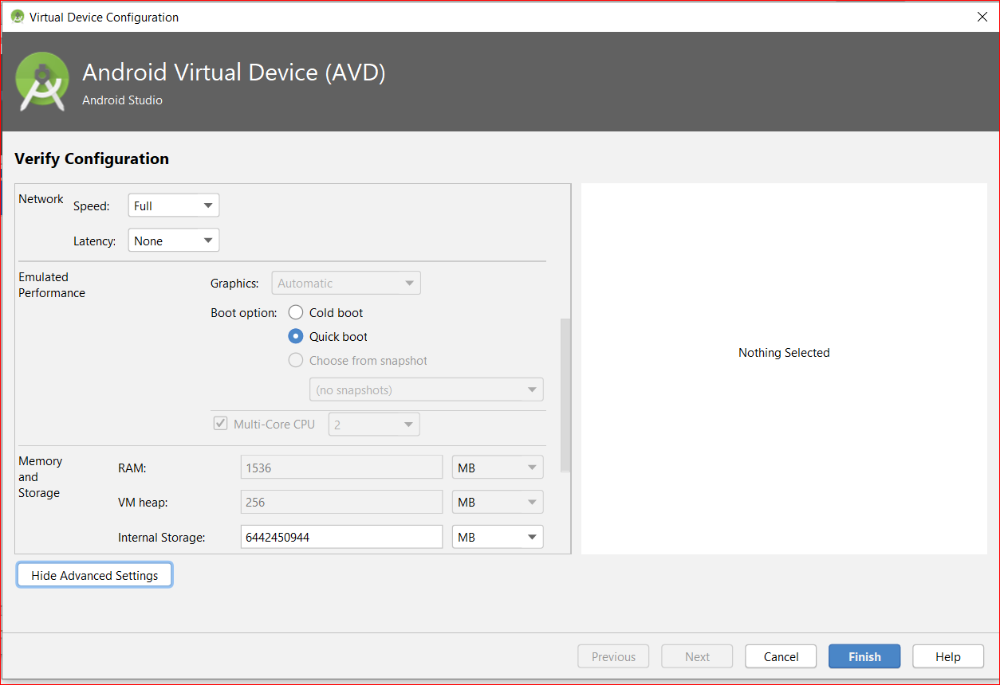 Virtual Device Configuration
Android Virtual Device (AVD)
Android Studio
Verify Configuration
Network
Speed: Full
Latency: None
Emulated
Performance
Graphics: Automatic
Boot option: Cold boot
Quick boot
Choose from snapshot
(no snapshots)
Multi-Core CPU 2
Memory
and
Storage
RAM: 1536 MB
VM heap: 256 MB
Internal Storage: 6442450944 MB
Nothing Selected
Hide Advanced Settings
Previous Next Cancel Finish Help